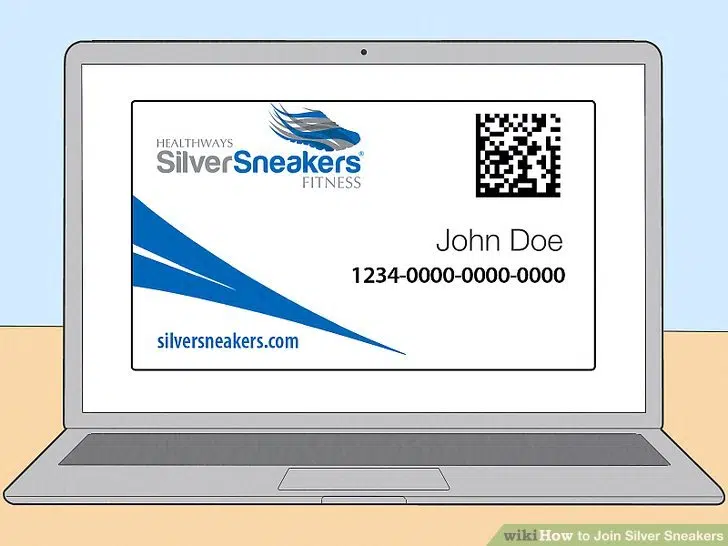 HEALTHWAYS
SilverSneakers®
FITNESS
John Doe
1234-0000-0000-0000
silversneakers.com
wikiHow to Join Silver Sneakers